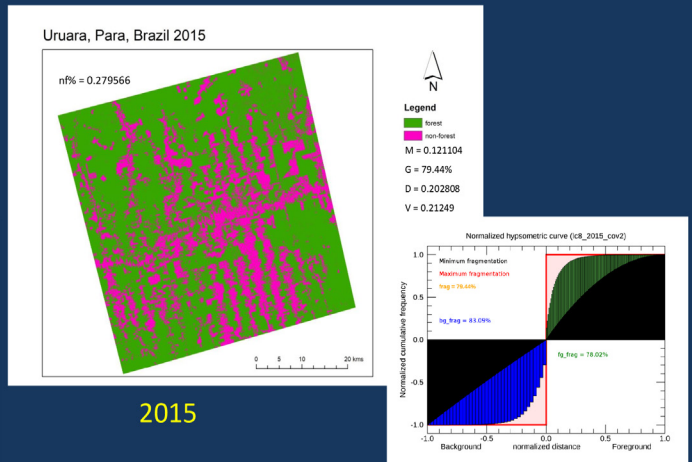 Uruara, Para, Brazil 2015
nf% = 0.279566
N
Legend
forest
non-forest
M = 0.121104
G = 79.44%
D = 0.202808
V = 0.21249
0 5 10 20 kms
2015
Normalized hypsometric curve (lc8_2015_cov2)
Normalized cumulative frequency
1.0
0.5
0.0
-0.5
-1.0
Minimum fragmentation
Maximum fragmentation
frag = 79.44%
bg_frag = 83.09%
fg_frag = 78.02%
-1.0 -0.5 0.0 0.5 1.0
Background normalized distance Foreground